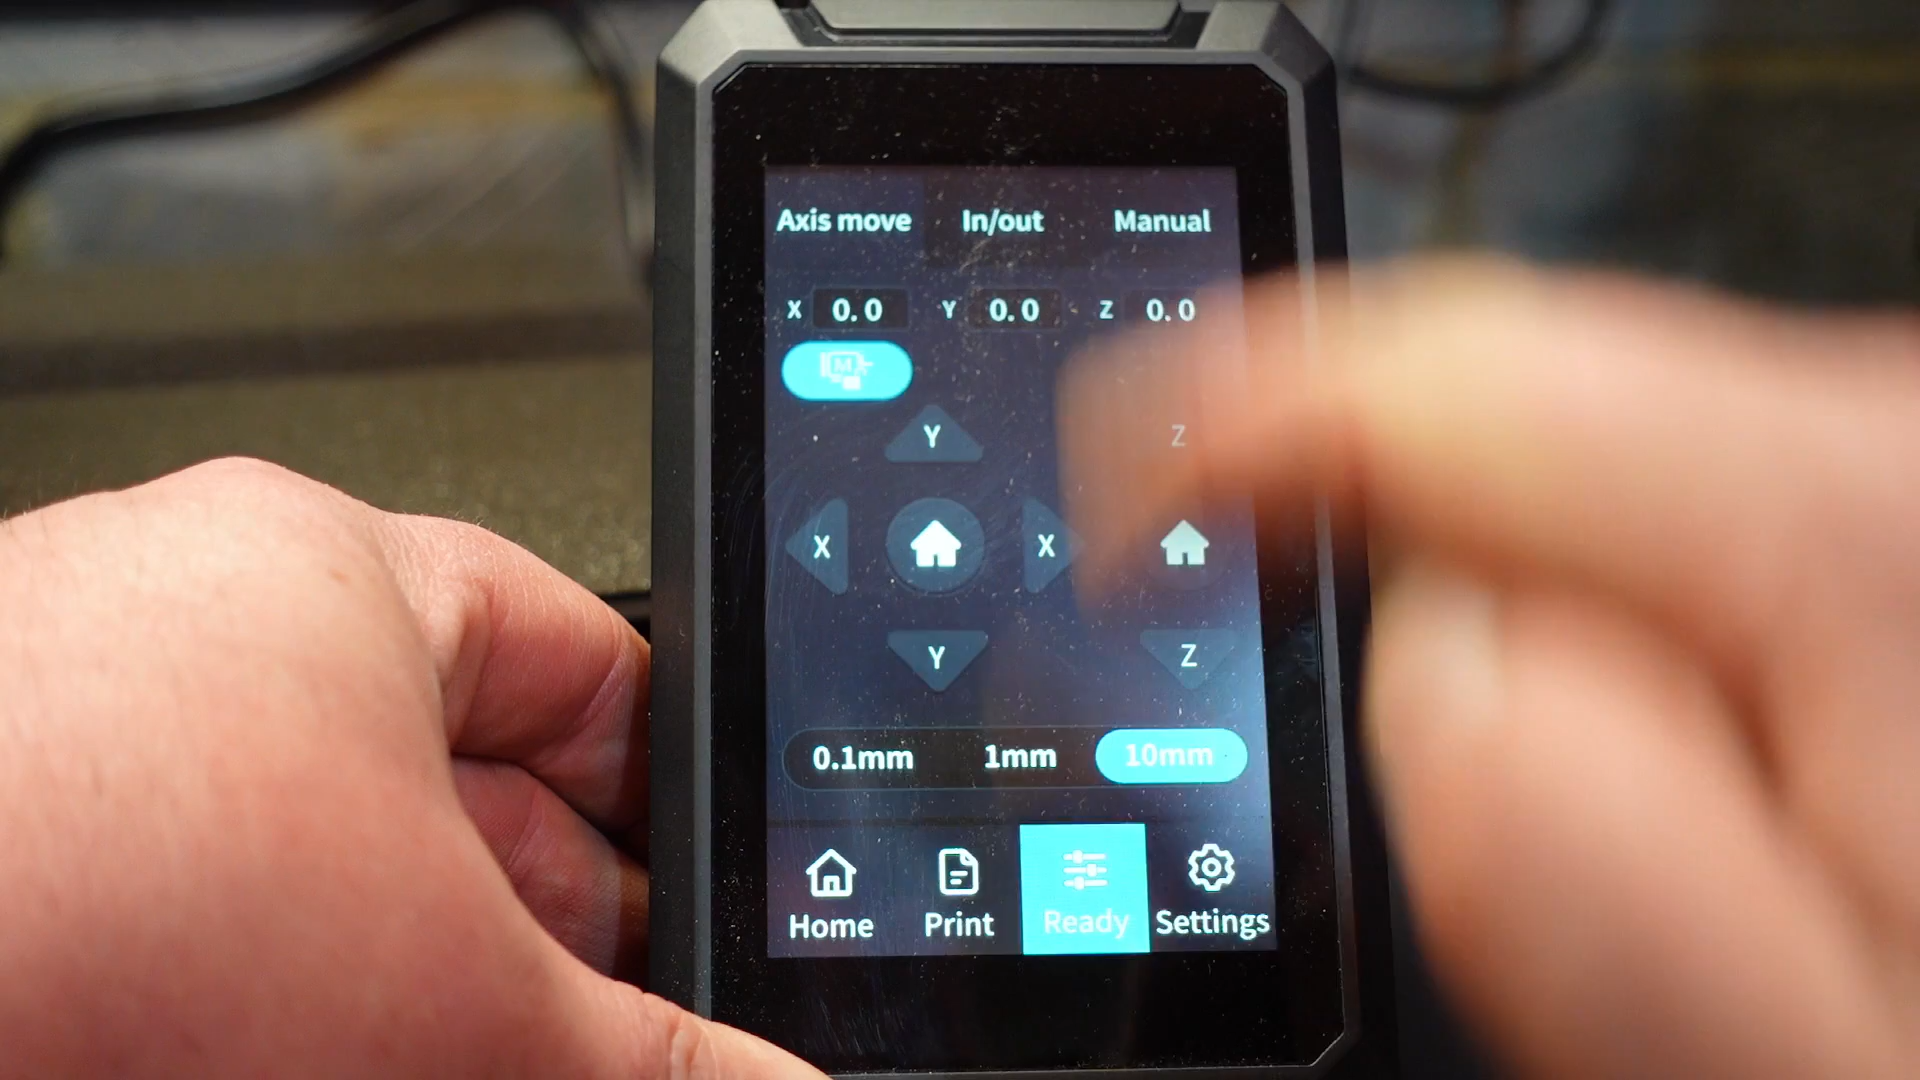 Axis move In/out Manual
X 0.0 Y 0.0 Z 0.0
M
Y Z
X X
Y Z
0.1mm 1mm 10mm
Home Print Ready Settings